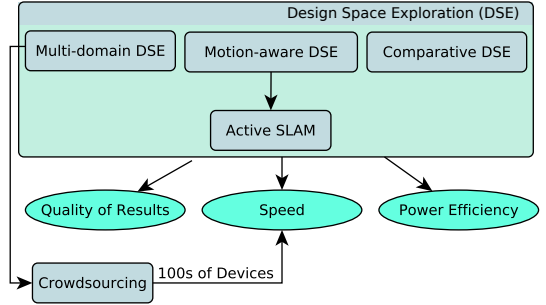 Design Space Exploration (DSE)
Multi-domain DSE
Motion-aware DSE
Comparative DSE
Active SLAM
Quality of Results
Speed
Power Efficiency
Crowdsourcing
100s of Devices